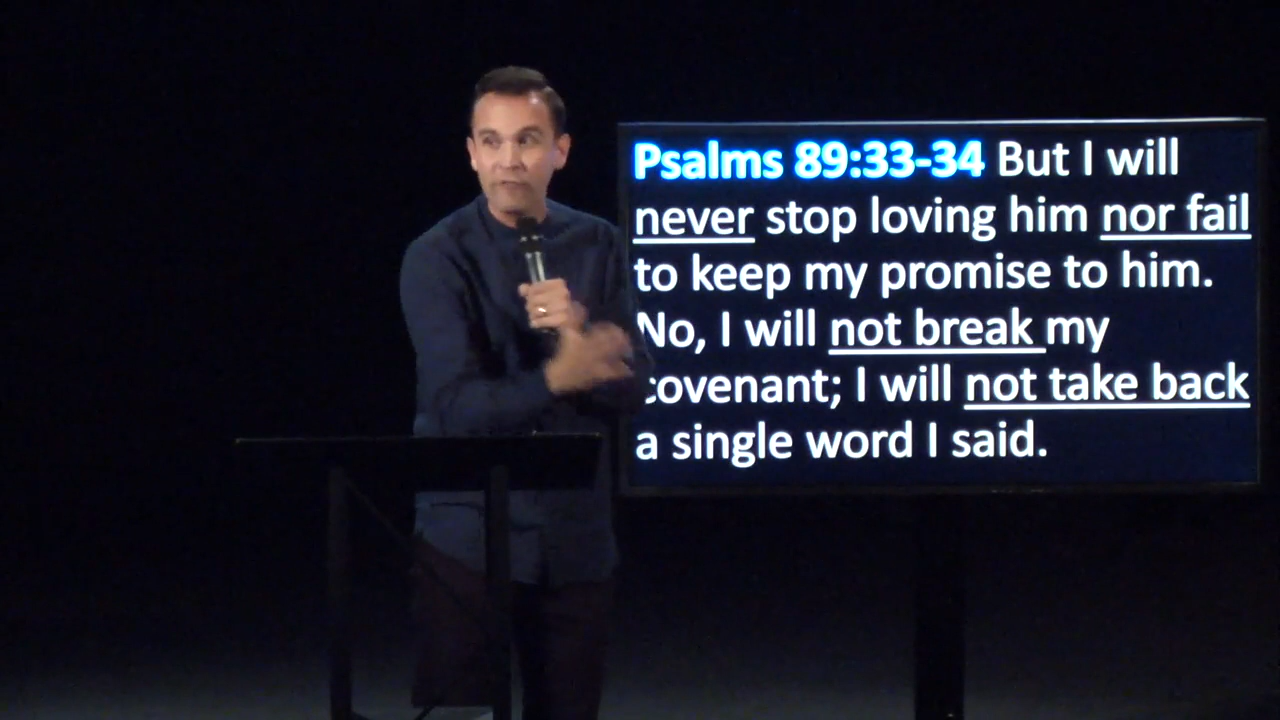 Psalms 89:33-34 But I will
never stop loving him nor fail
to keep my promise to him.
No, I will not break my
covenant; I will not take back
a single word I said.